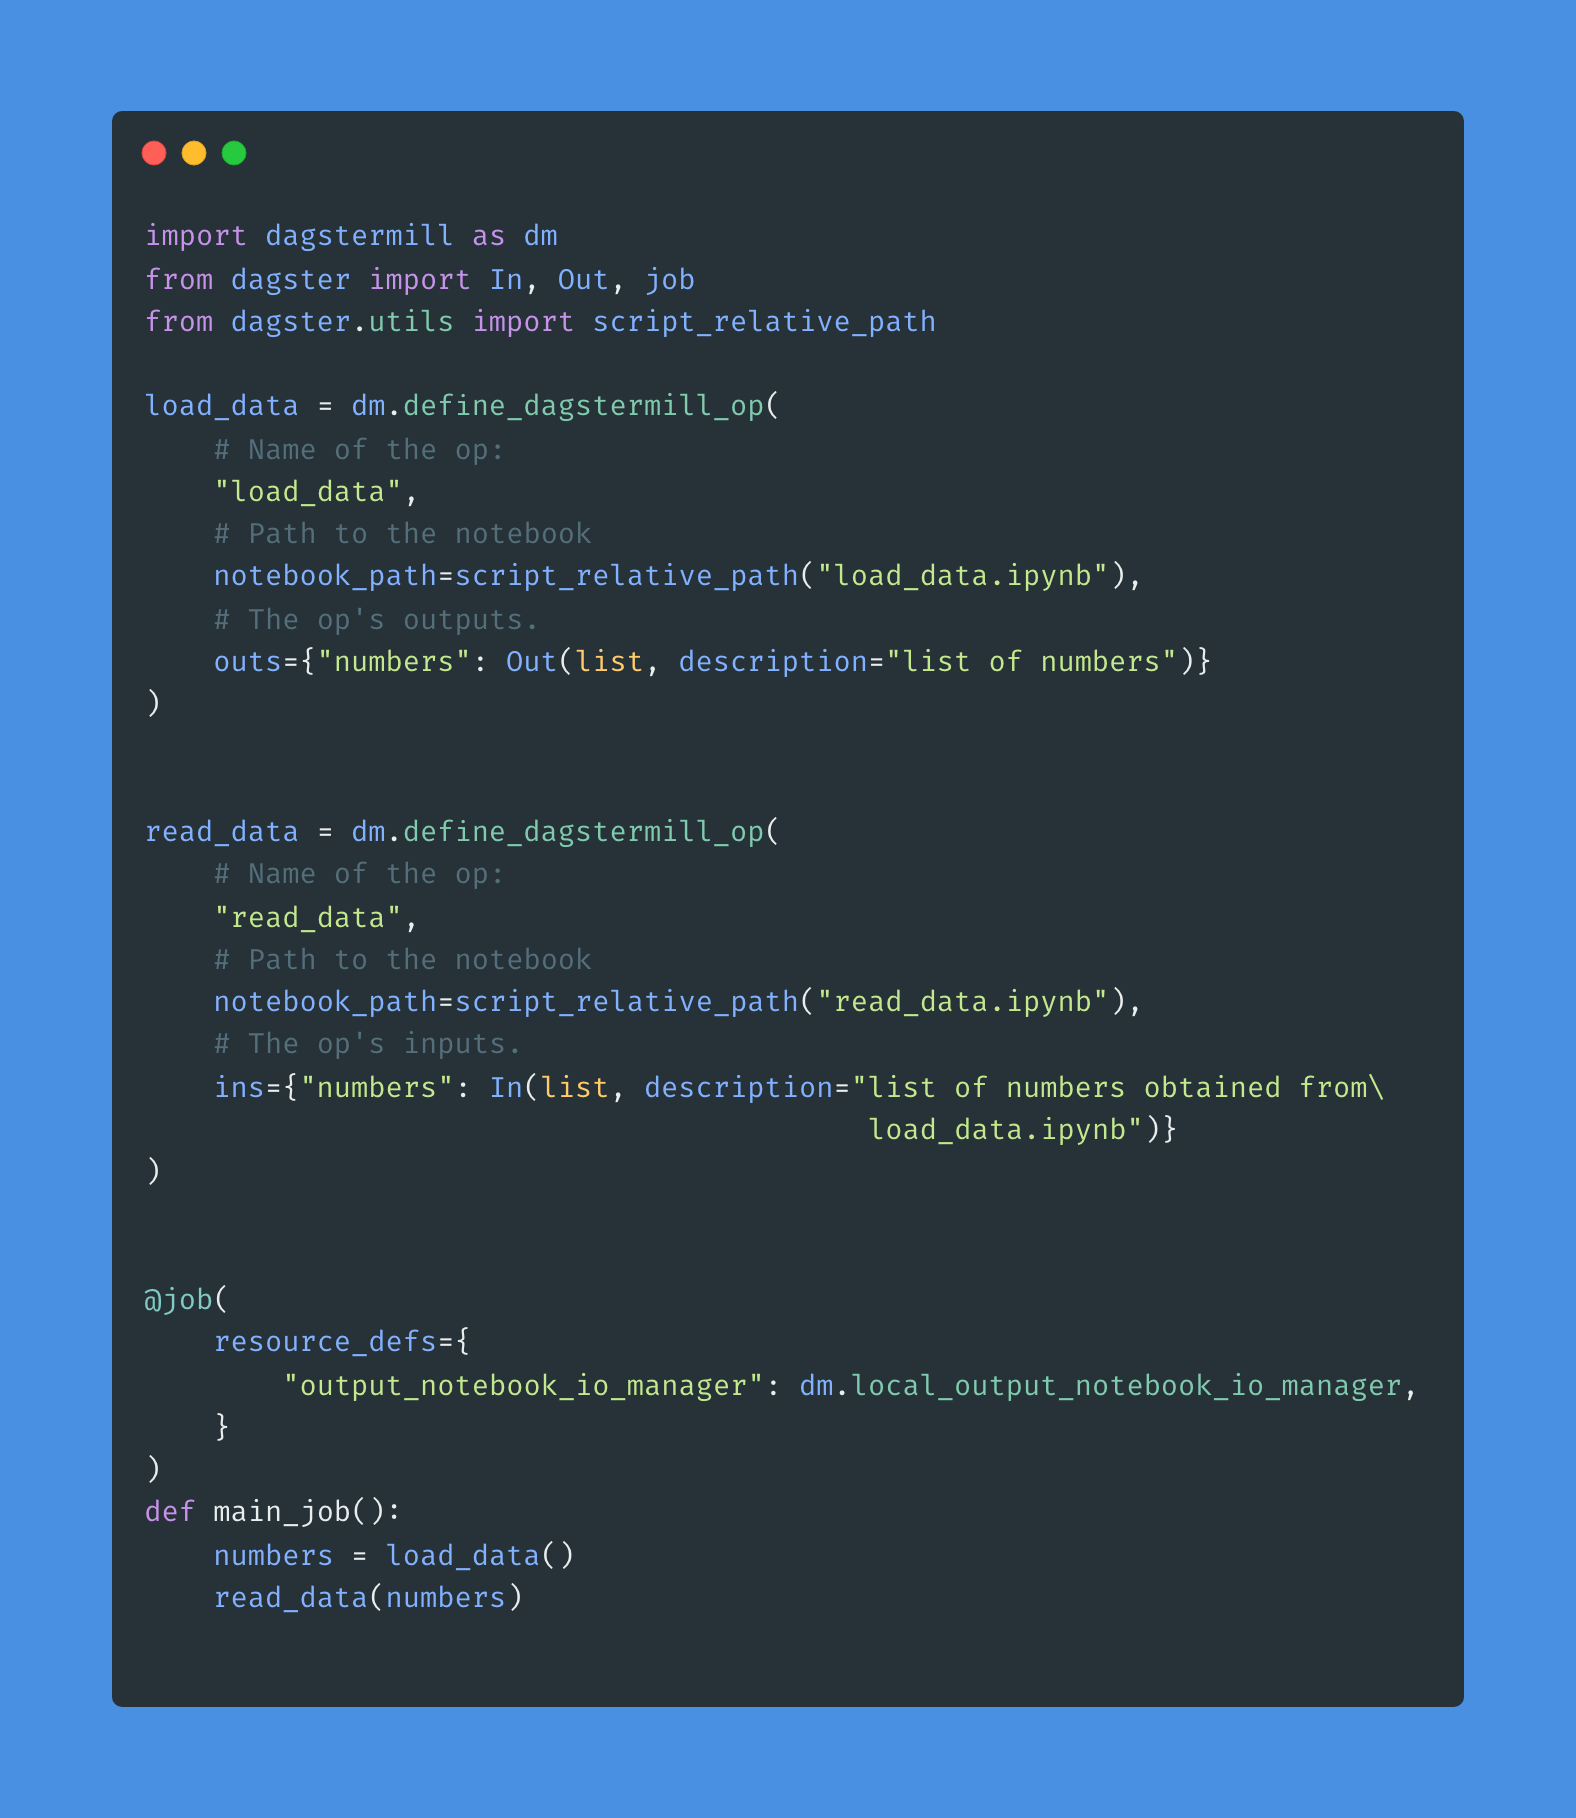 import dagstermill as dm
from dagster import In, Out, job
from dagster.utils import script_relative_path

load_data = dm.define_dagstermill_op(
    # Name of the op:
    "load_data",
    # Path to the notebook
    notebook_path=script_relative_path("load_data.ipynb"),
    # The op's outputs.
    outs={"numbers": Out(list, description="list of numbers")}
)


read_data = dm.define_dagstermill_op(
    # Name of the op:
    "read_data",
    # Path to the notebook
    notebook_path=script_relative_path("read_data.ipynb"),
    # The op's inputs.
    ins={"numbers": In(list, description="list of numbers obtained from\
                                          load_data.ipynb")}
)


@job(
    resource_defs={
        "output_notebook_io_manager": dm.local_output_notebook_io_manager,
    }
)
def main_job():
    numbers = load_data()
    read_data(numbers)